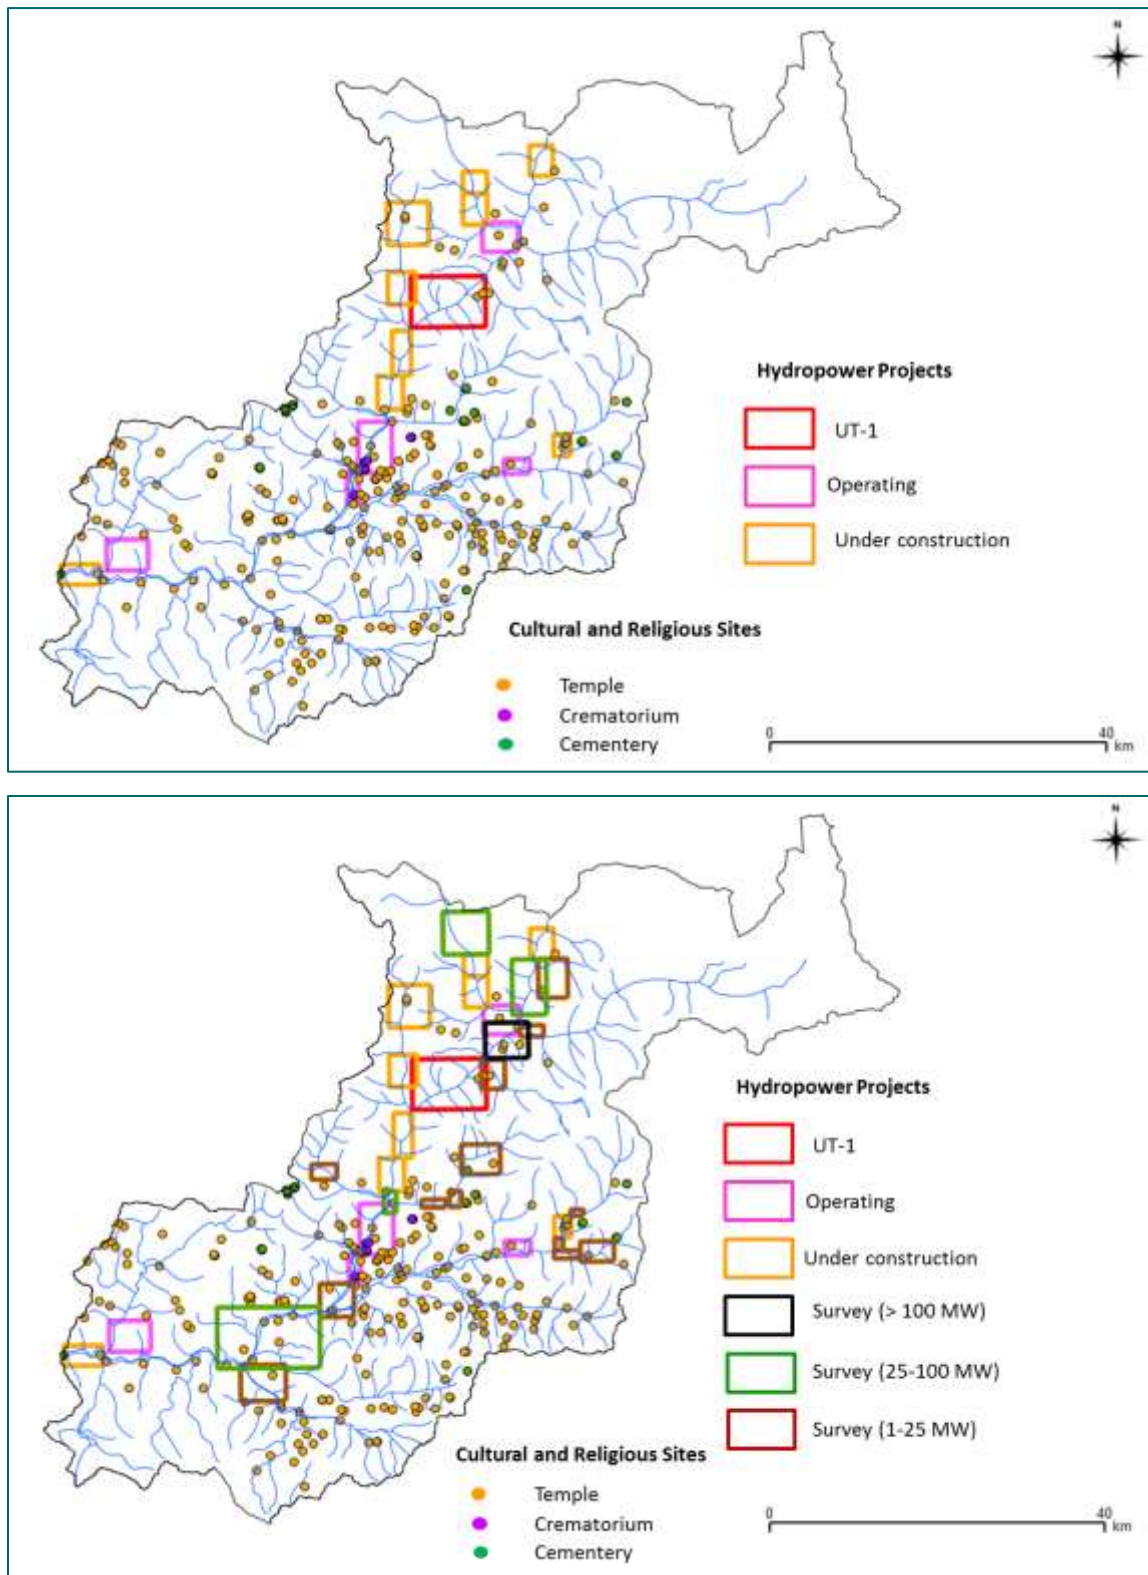 N
Hydropower Projects
UT-1
Operating
Under construction
Cultural and Religious Sites
Temple
Crematorium
Cementery
0 40
km
N
Hydropower Projects
UT-1
Operating
Under construction
Survey (> 100 MW)
Survey (25-100 MW)
Survey (1-25 MW)
Cultural and Religious Sites
Temple
Crematorium
Cementery
0 40
km